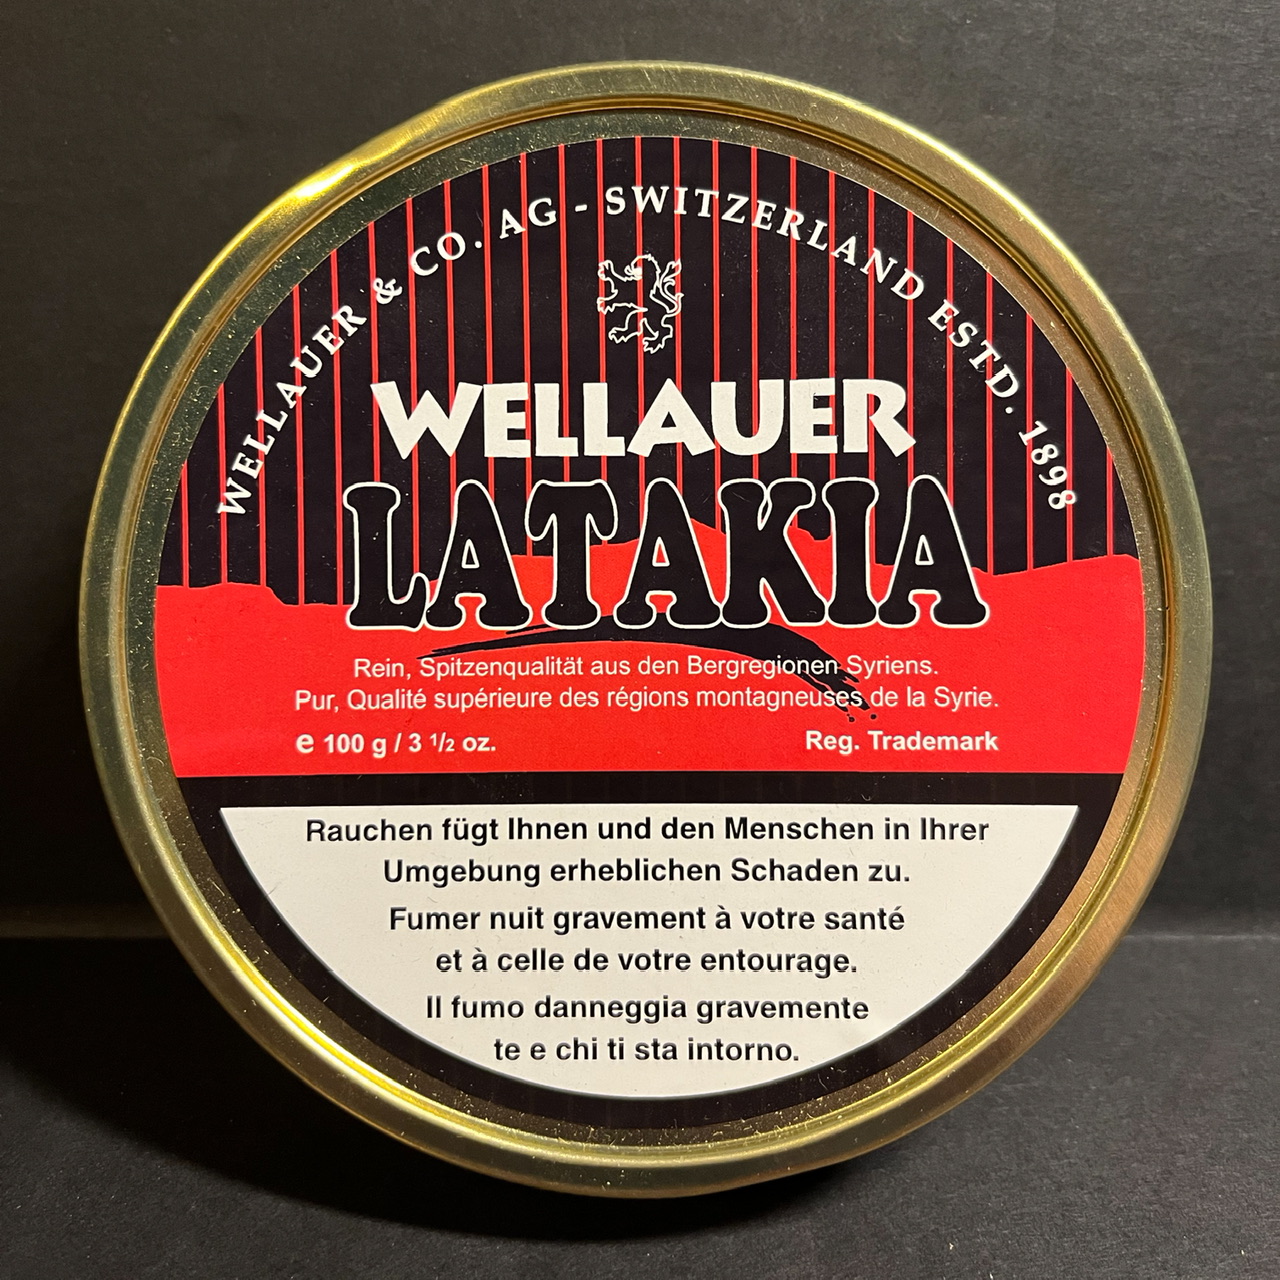 WELLAUER & CO. AG - SWITZERLAND ESTD. 1898
WELLAUER
LATAKIA
Rein, Spitzenqualität aus den Bergregionen Syriens.
Pur, Qualité supérieure des régions montagneuses de la Syrie.
e 100 g / 3 1/2 oz.
Reg. Trademark
Rauchen fügt Ihnen und den Menschen in Ihrer
Umgebung erheblichen Schaden zu.
Fumer nuit gravement à votre santé
et à celle de votre entourage.
Il fumo danneggia gravemente
te e chi ti sta intorno.